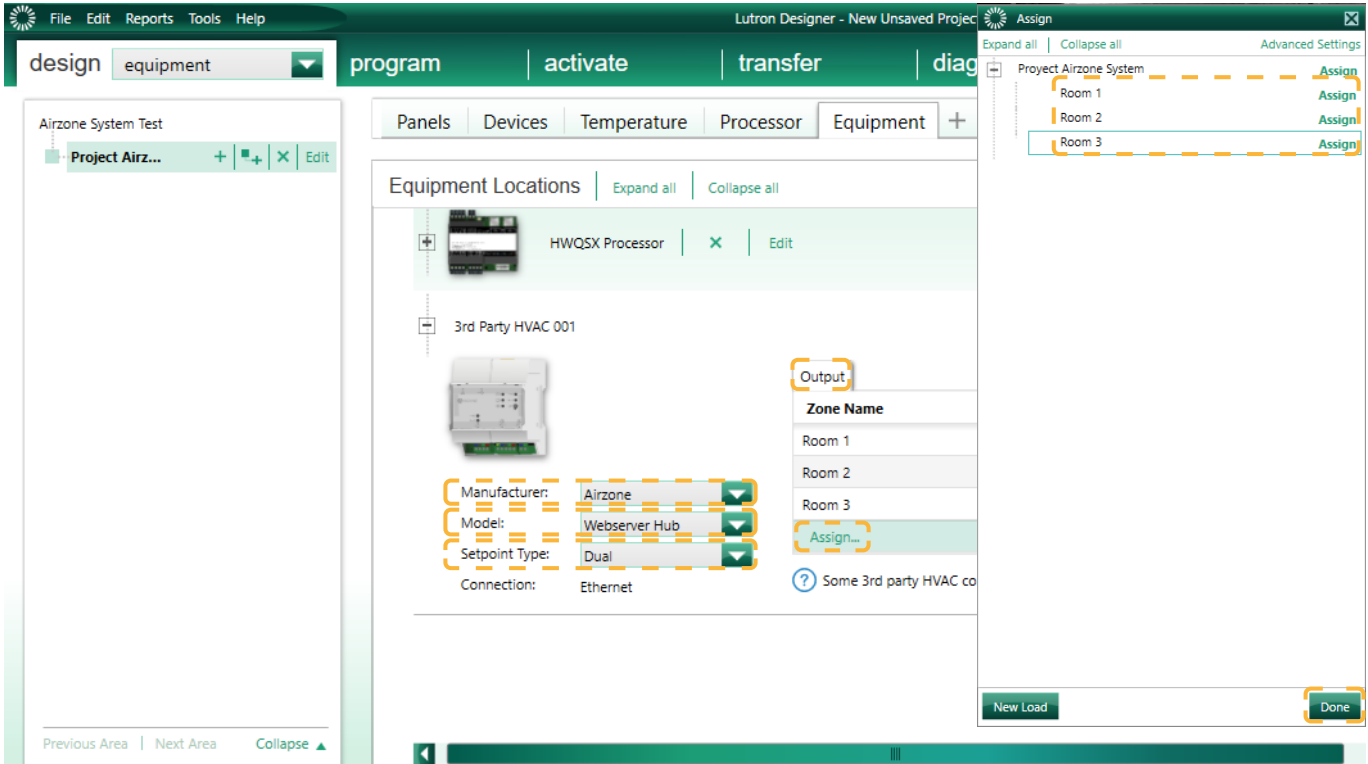 File Edit Reports Tools Help
Lutron Designer - New Unsaved Projec
design equipment
program
activate
transfer
diag
Airzone System Test
Project Airz... + × Edit
Previous Area | Next Area Collapse ▲
Panels Devices Temperature Processor Equipment +
Equipment Locations | Expand all | Collapse all
HWQSX Processor | × | Edit
3rd Party HVAC 001
Manufacturer: Airzone
Model: Webserver Hub
Setpoint Type: Dual
Connection: Ethernet
Output
Zone Name
Room 1
Room 2
Room 3
Assign...
? Some 3rd party HVAC co
Assign
Expand all | Collapse all Advanced Settings
Proyect Airzone System Assign
Room 1 Assign
Room 2 Assign
Room 3 Assign
New Load Done